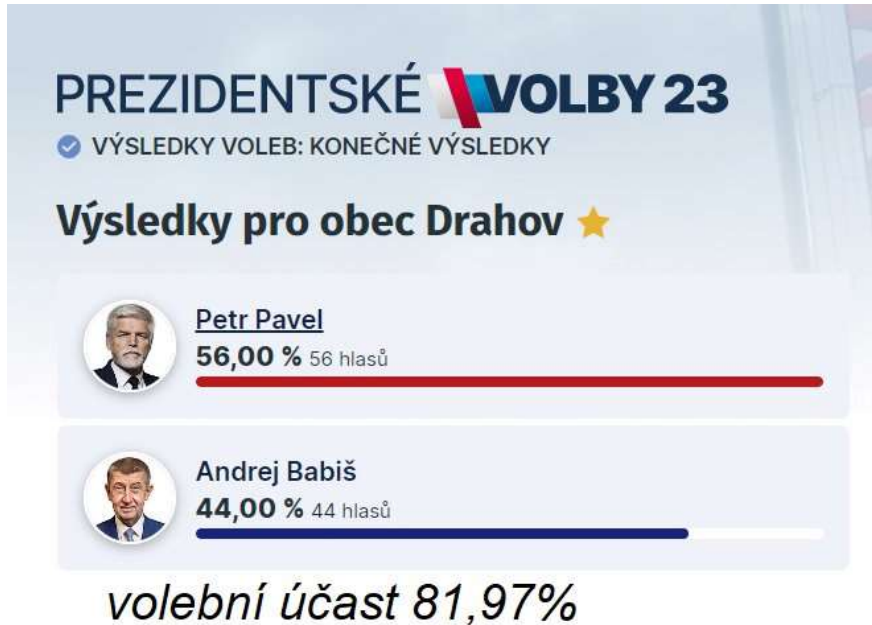 PREZIDENTSKÉ VOLBY 23
VÝSLEDKY VOLEB: KONEČNÉ VÝSLEDKY
Výsledky pro obec Drahov
Petr Pavel
56,00 % 56 hlasů
Andrej Babiš
44,00 % 44 hlasů
volební účast 81,97%